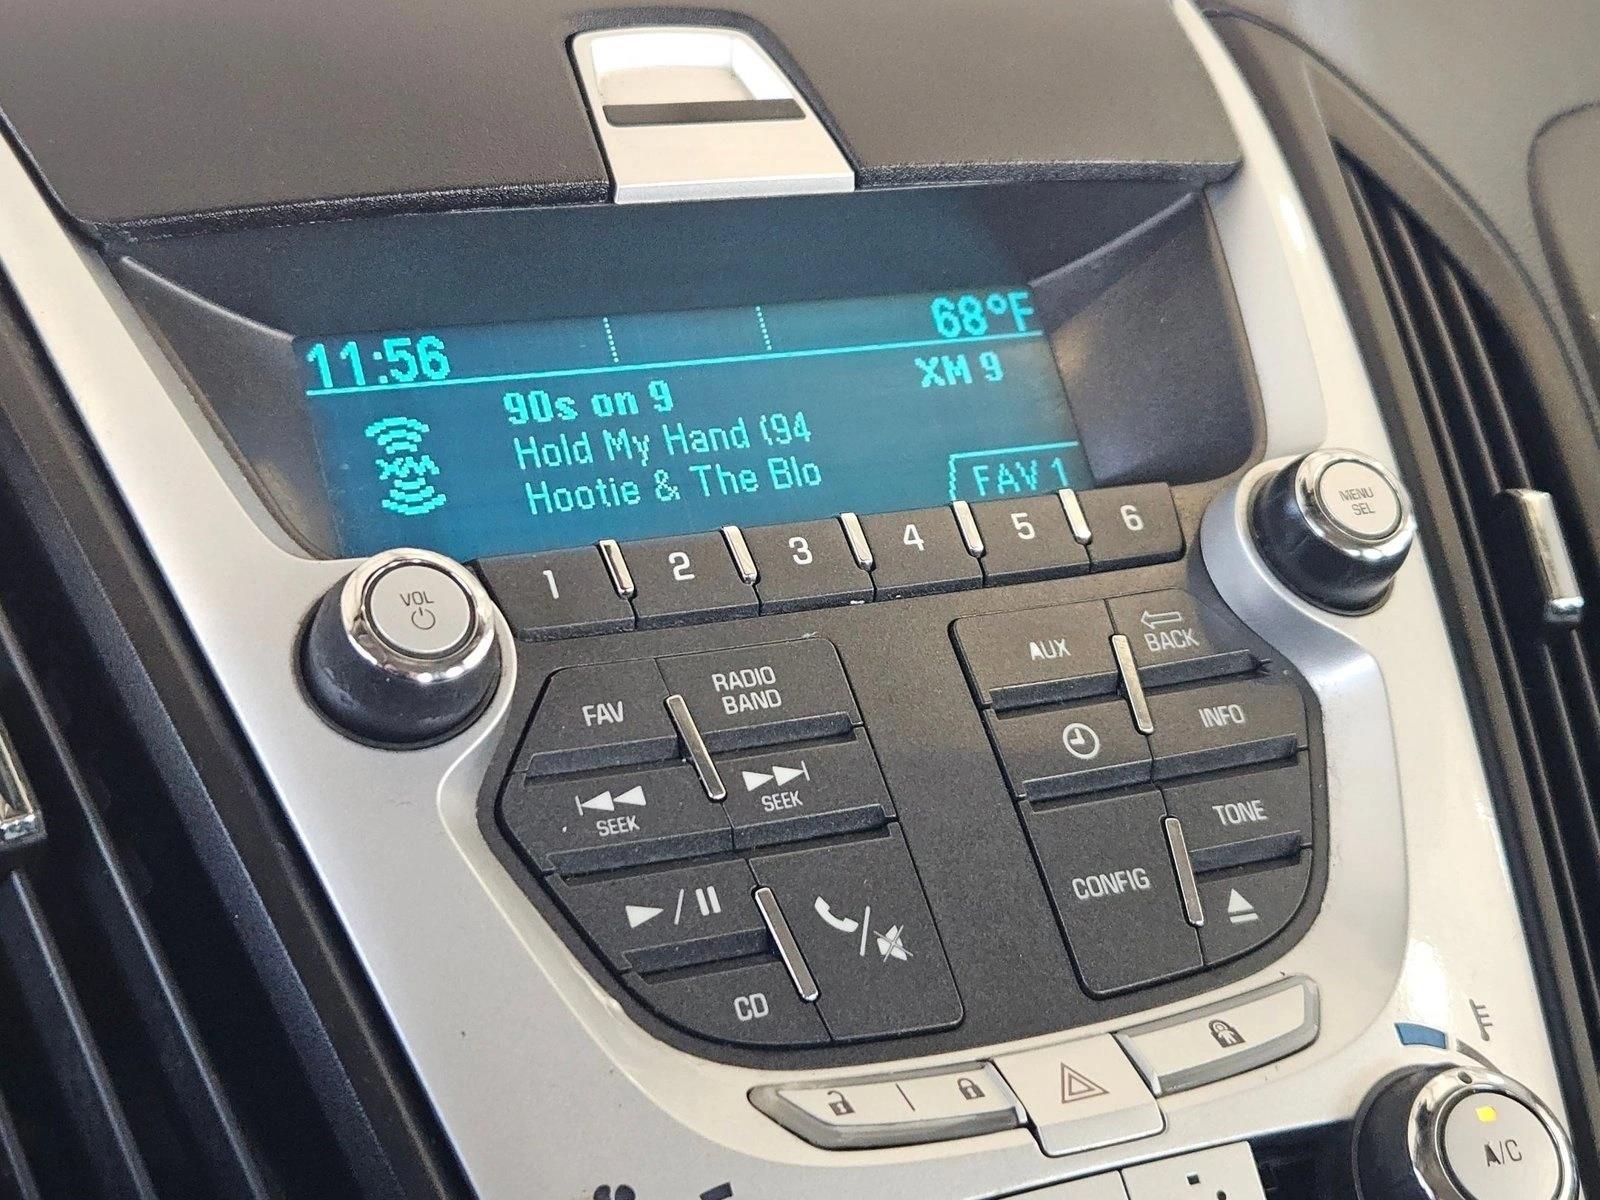 11:56 68°F
90s on 9 XM 9
XM
Hold My Hand (94
Hootie & The Blo FAV 1
1 2 3 4 5 6
VOL
MENU
SEL
FAV
RADIO
BAND
AUX
BACK
SEEK
SEEK
INFO
CD
CONFIG
TONE
A/C